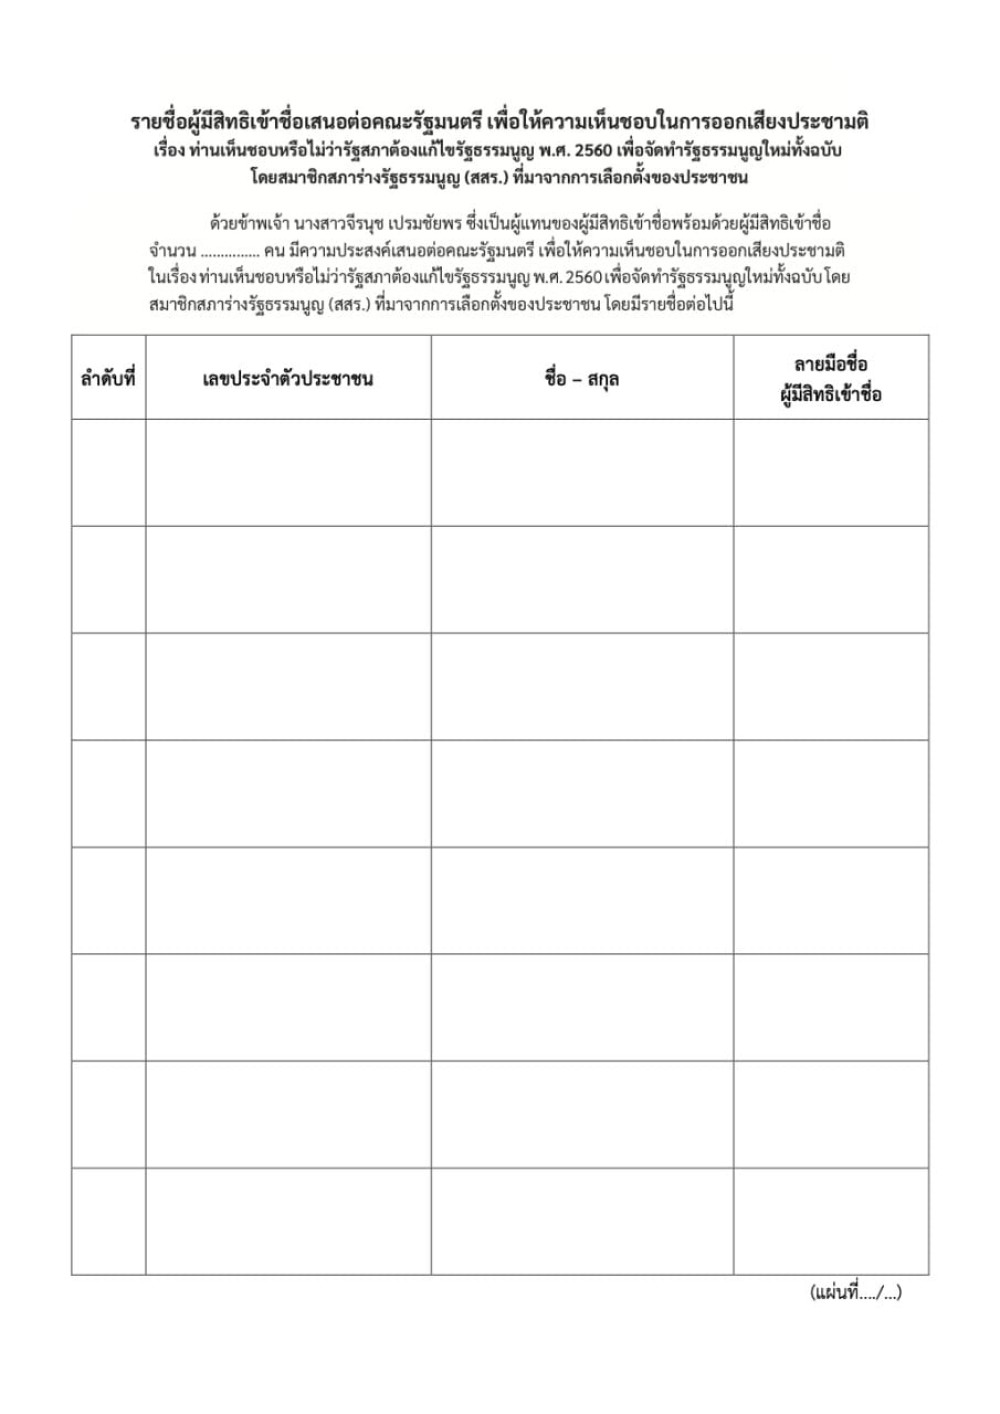 รายชื่อผู้มีสิทธิเข้าชื่อเสนอต่อคณะรัฐมนตรี เพื่อให้ความเห็นชอบในการออกเสียงประชามติ
เรื่อง ท่านเห็นชอบหรือไม่ว่ารัฐสภาต้องแก้ไขรัฐธรรมนูญ พ.ศ. 2560 เพื่อจัดทำรัฐธรรมนูญใหม่ทั้งฉบับ
โดยสมาชิกสภาร่างรัฐธรรมนูญ (สสร.) ที่มาจากการเลือกตั้งของประชาชน
ด้วยข้าพเจ้า นางสาวจีรนุช เปรมชัยพร ซึ่งเป็นผู้แทนของผู้มีสิทธิเข้าชื่อพร้อมด้วยผู้มีสิทธิเข้าชื่อ
จำนวน ............... คน มีความประสงค์เสนอต่อคณะรัฐมนตรี เพื่อให้ความเห็นชอบในการออกเสียงประชามติ
ในเรื่อง ท่านเห็นชอบหรือไม่ว่ารัฐสภาต้องแก้ไขรัฐธรรมนูญ พ.ศ. 2560 เพื่อจัดทำรัฐธรรมนูญใหม่ทั้งฉบับ โดย
สมาชิกสภาร่างรัฐธรรมนูญ (สสร.) ที่มาจากการเลือกตั้งของประชาชน โดยมีรายชื่อต่อไปนี้
ลำดับที่ เลขประจำตัวประชาชน ชื่อ – สกุล ลายมือชื่อ
ผู้มีสิทธิเข้าชื่อ
(แผ่นที่..../...)